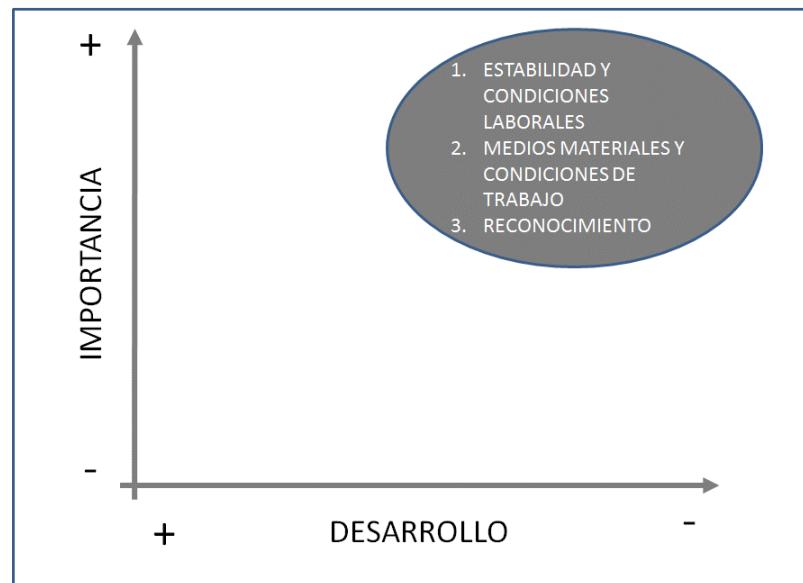 +
1. ESTABILIDAD Y
CONDICIONES
LABORALES
2. MEDIOS MATERIALES Y
CONDICIONES DE
TRABAJO
3. RECONOCIMIENTO
IMPORTANCIA
-
+ DESARROLLO -